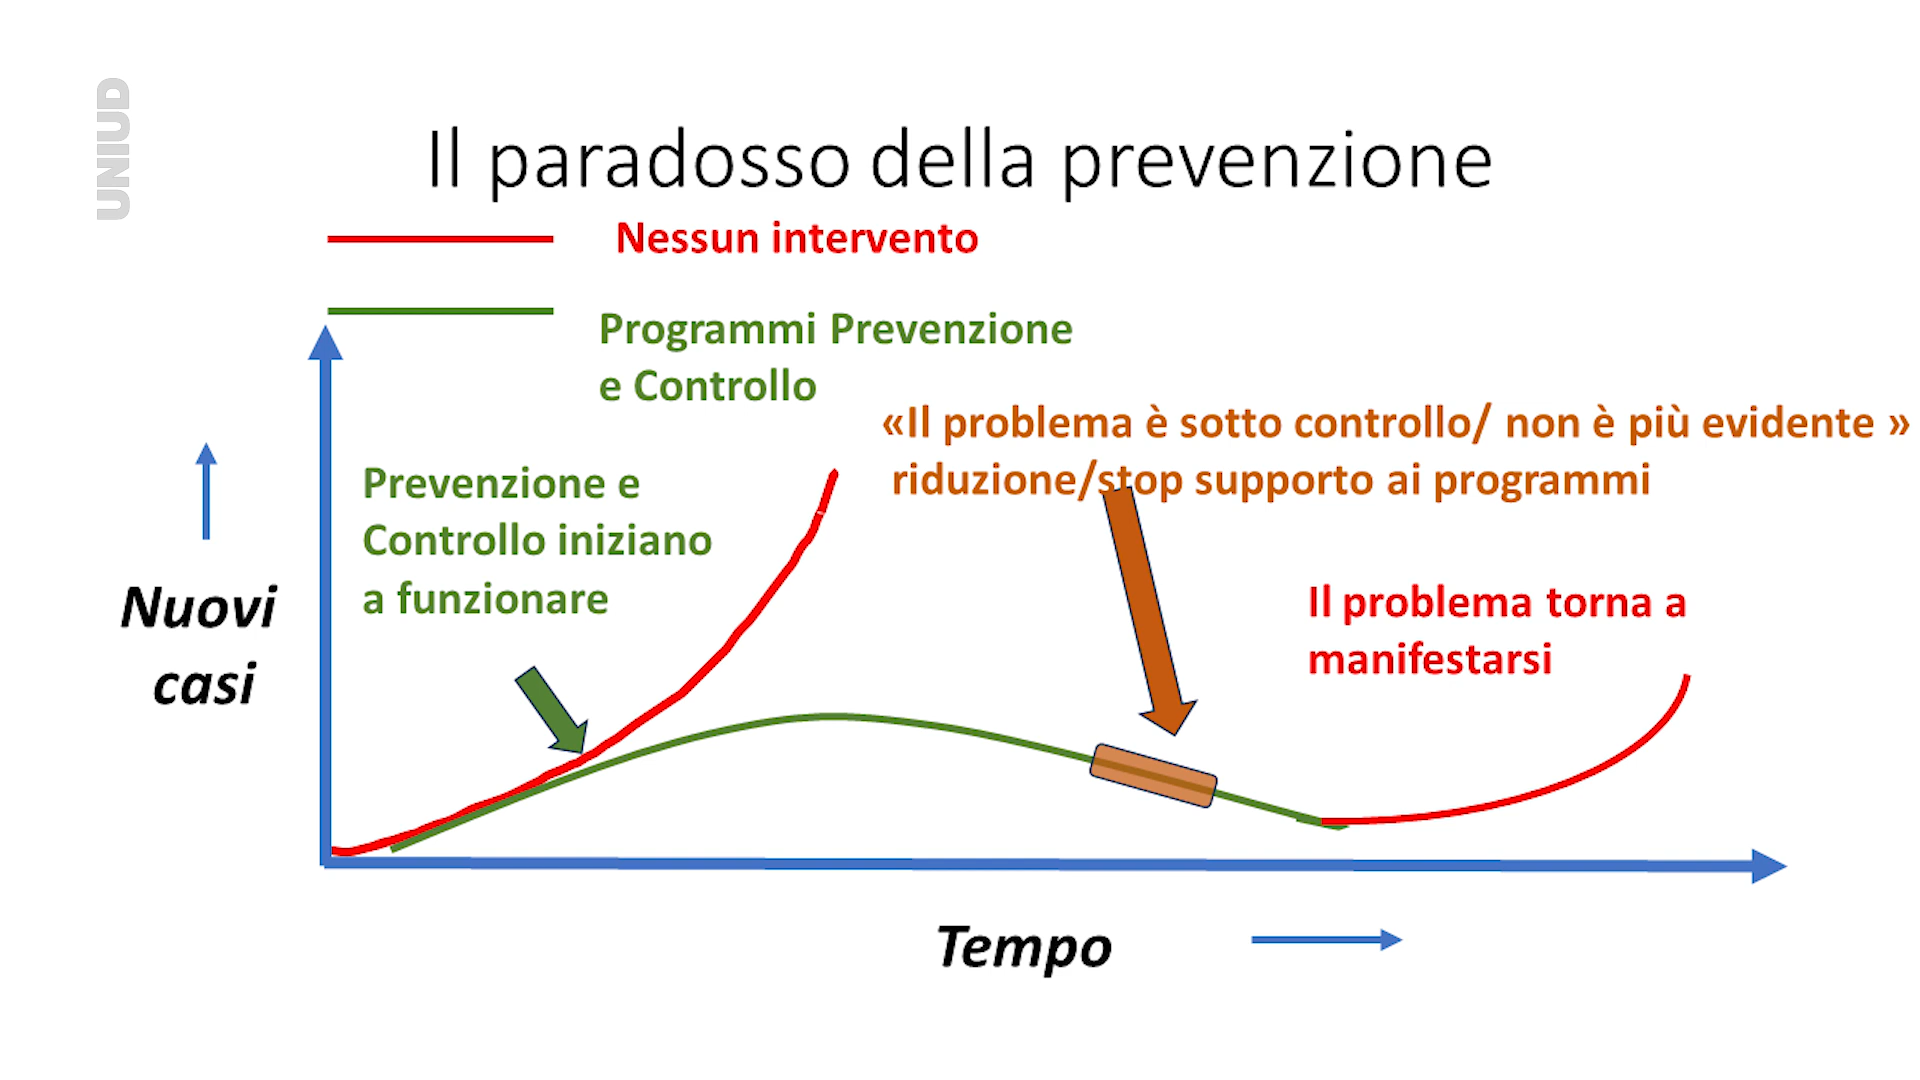 UNIUD
Il paradosso della prevenzione
Nessun intervento
Programmi Prevenzione
e Controllo
«Il problema è sotto controllo/ non è più evidente »
riduzione/stop supporto ai programmi
Prevenzione e
Controllo iniziano
a funzionare
Il problema torna a
manifestarsi
Nuovi
casi
Tempo